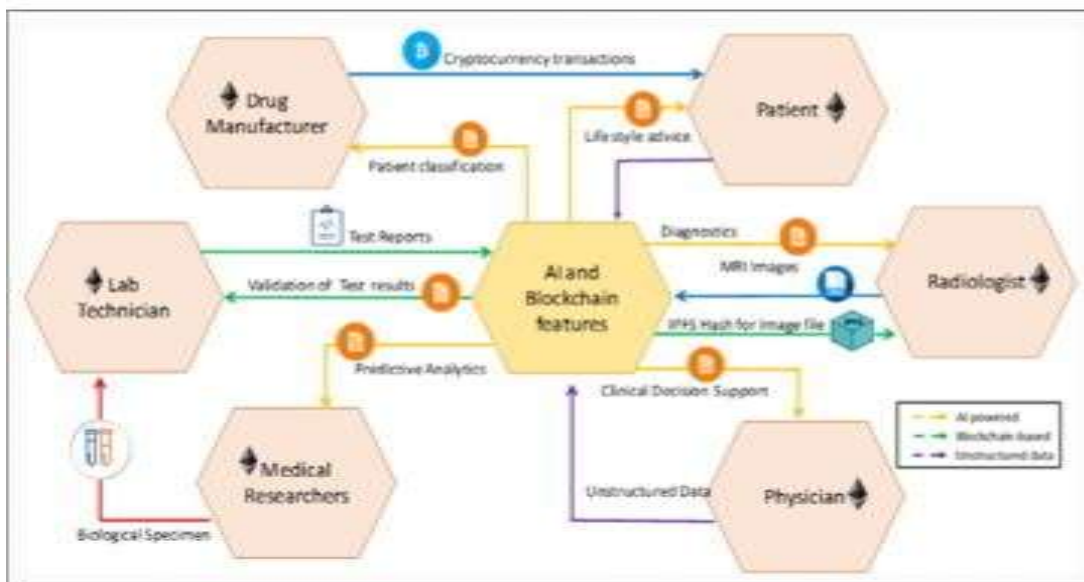 Cryptocurrency transactions
Drug
Manufacturer
Patient
Life style advice
Patient classification
Test Reports
Diagnostics
MRI Images
Lab
Technician
Validation of Test results
AI and
Blockchain
features
Radiologist
IPFS Hash for Image file
Predictive Analytics
Clinical Decision Support
AI powered
Blockchain-based
Unstructured data
Medical
Researchers
Unstructured Data
Physician
Biological Specimen